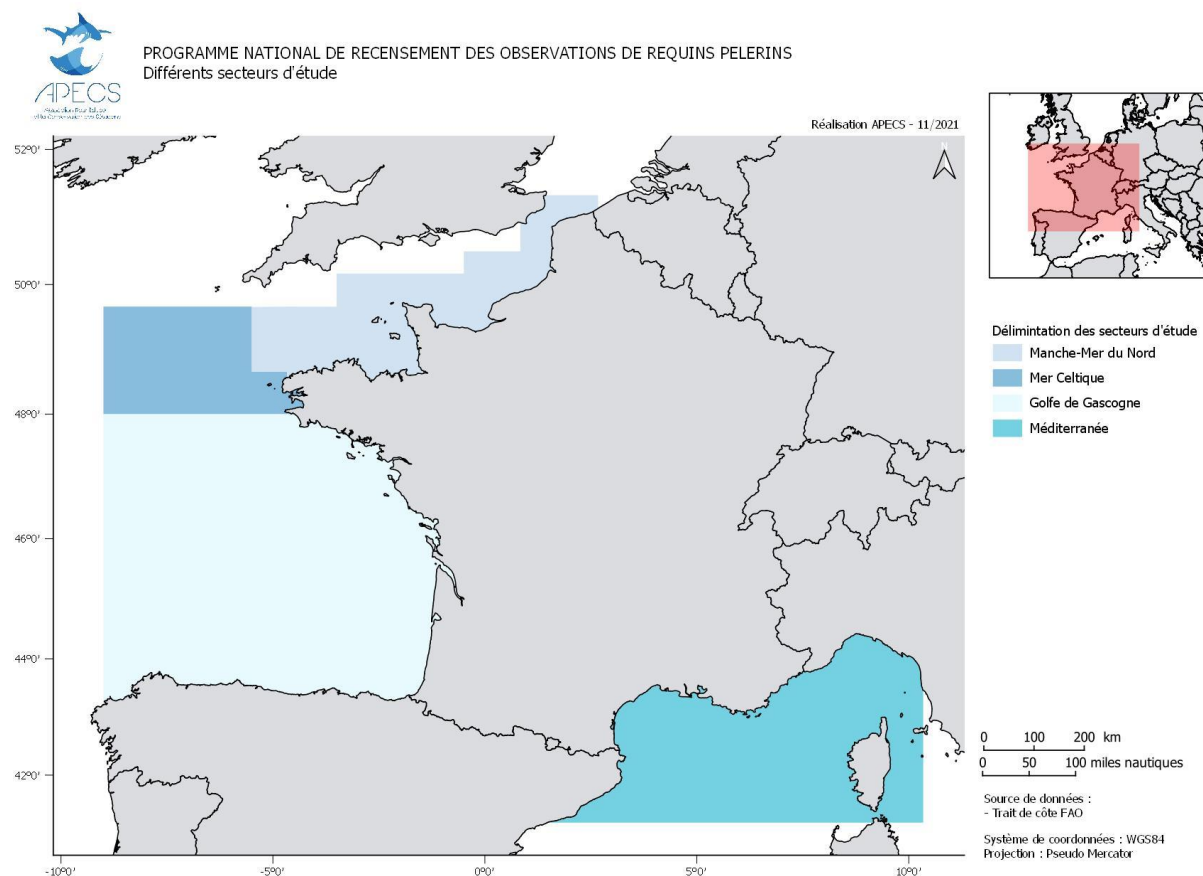 PROGRAMME NATIONAL DE RECENSEMENT DES OBSERVATIONS DE REQUINS PELERINS
Différents secteurs d'étude
APECS
Réalisation APECS - 11/2021
N
52°0'
50°0'
48°0'
46°0'
44°0'
42°0'
-10°0'
-5°0'
0°0'
5°0'
10°0'
Délimintation des secteurs d'étude
Manche-Mer du Nord
Mer Celtique
Golfe de Gascogne
Méditerranée
0 100 200 km
0 50 100 miles nautiques
Source de données :
- Trait de côte FAO
Système de coordonnées : WGS84
Projection : Pseudo Mercator